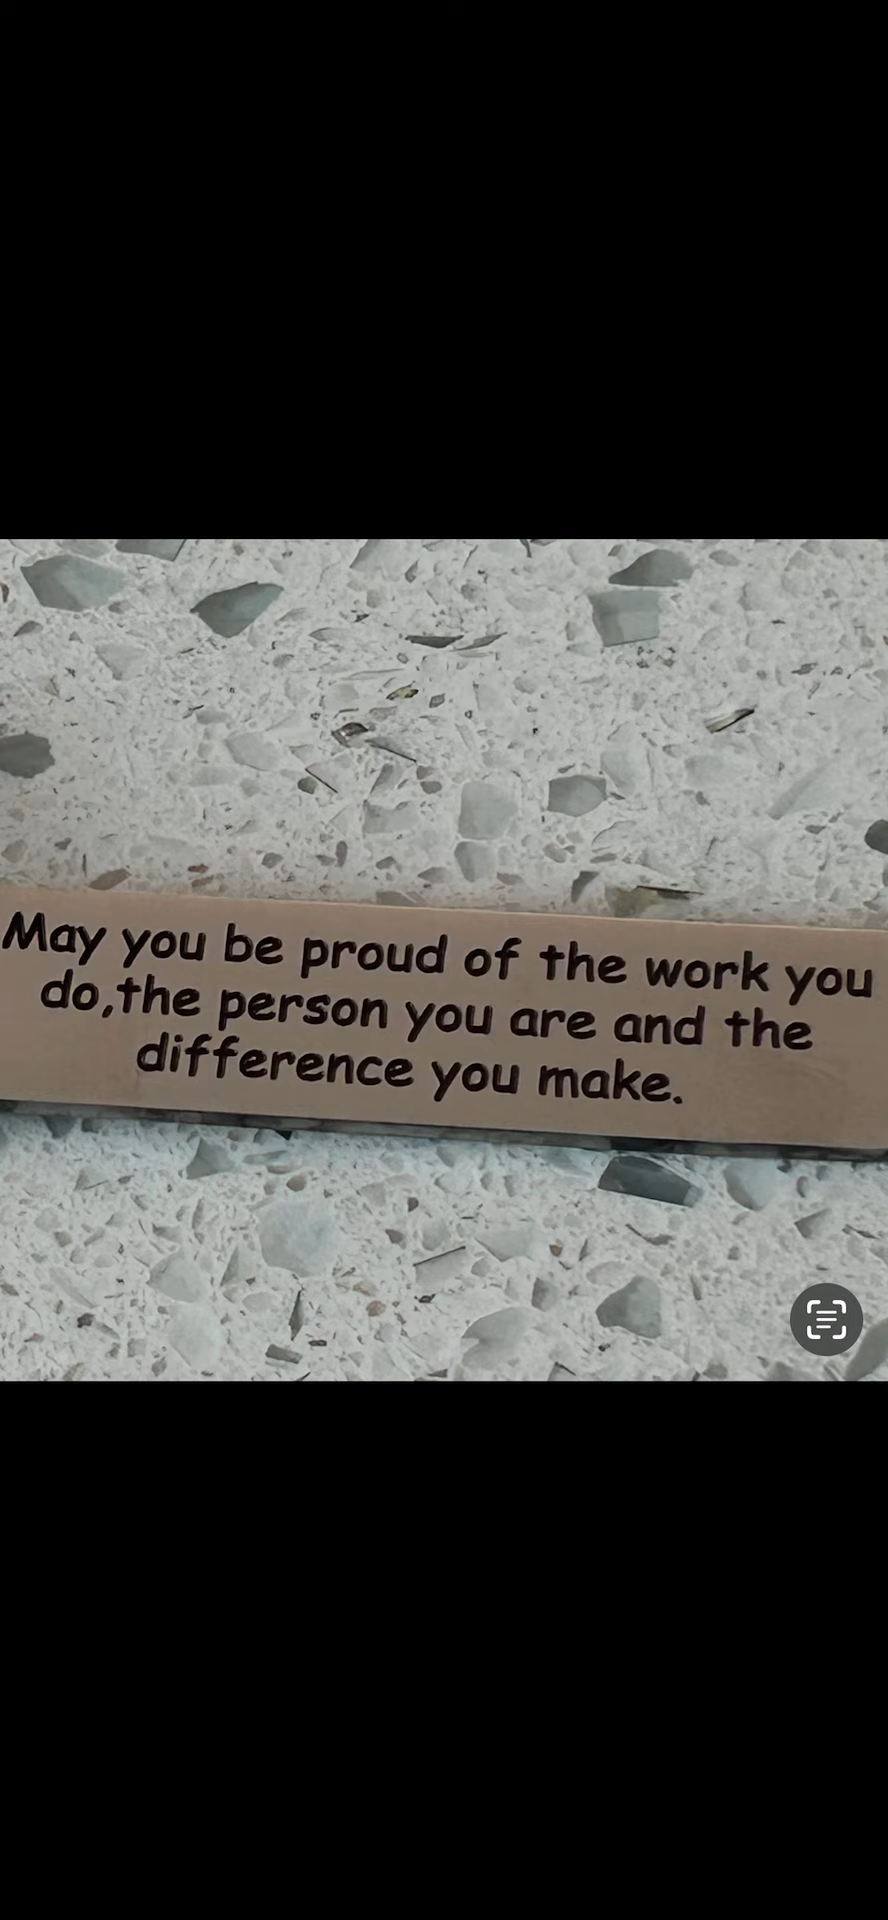 May you be proud of the work you
do,the person you are and the
difference you make.